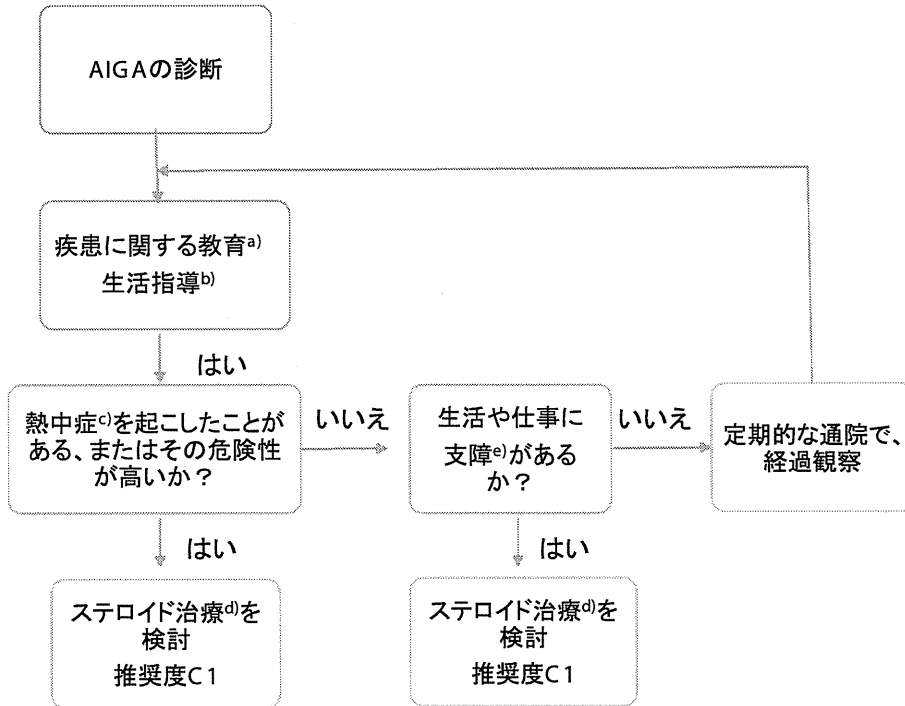 AIGAの診断
疾患に関する教育a)
生活指導b)
はい
熱中症c)を起こしたことが
ある、またはその危険性
が高いか？
いいえ
生活や仕事に
支障e)がある
か？
いいえ
定期的な通院で、
経過観察
はい
はい
ステロイド治療d)を
検討
推奨度C1
ステロイド治療d)を
検討
推奨度C1